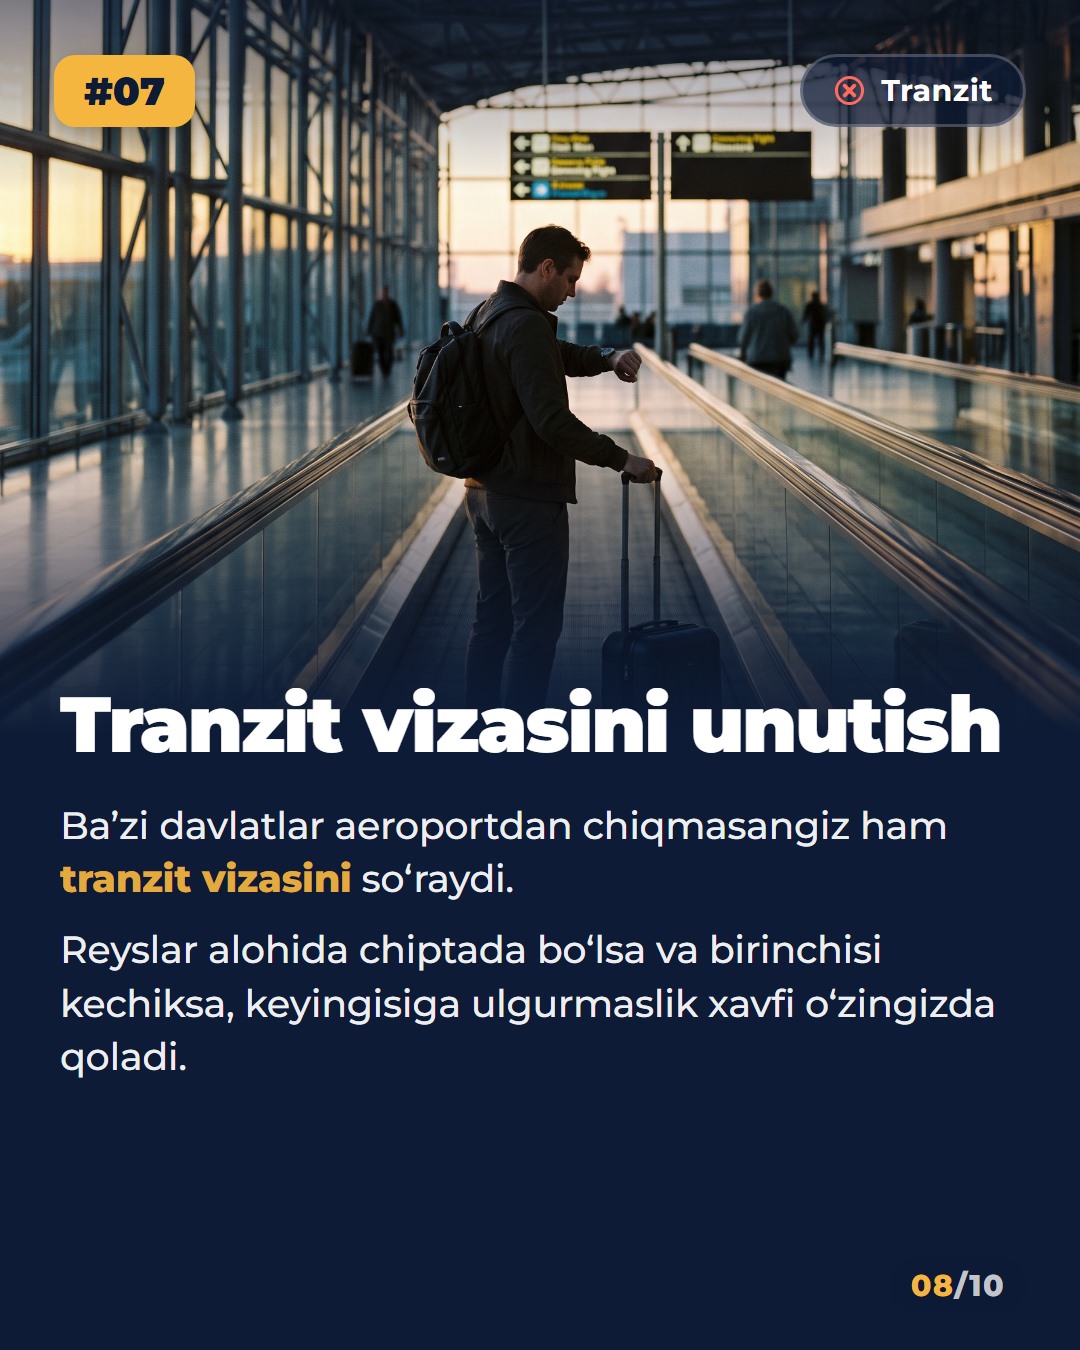 #07
Tranzit
Tranzit vizasini unutish
Ba’zi davlatlar aeroportdan chiqmasangiz ham
tranzit vizasini so‘raydi.
Reyslar alohida chiptada bo‘lsa va birinchisi
kechiksa, keyingisiga ulgurmaslik xavfi o‘zingizda
qoladi.
08/10